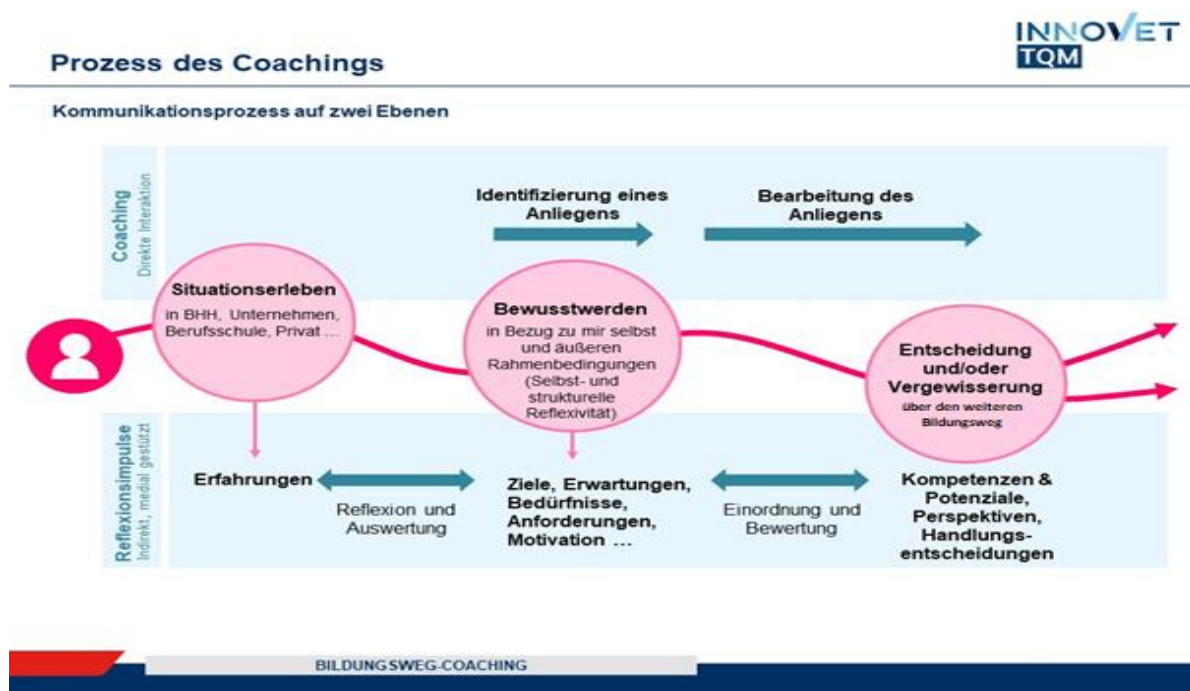 INNOVET
TQM
Prozess des Coachings
Kommunikationsprozess auf zwei Ebenen
Coaching
Direkte Interaktion
Identifizierung eines
Anliegens
Bearbeitung des
Anliegens
Situationserleben
in BHH, Unternehmen,
Berufsschule, Privat ...
Bewusstwerden
in Bezug zu mir selbst
und äußeren
Rahmenbedingungen
(Selbst- und
strukturelle
Reflexivität)
Entscheidung
und/oder
Vergewisserung
über den weiteren
Bildungsweg
Reflexionsimpulse
Indirekt, medial gestützt
Erfahrungen
Reflexion und
Auswertung
Ziele, Erwartungen,
Bedürfnisse,
Anforderungen,
Motivation ...
Einordnung und
Bewertung
Kompetenzen &
Potenziale,
Perspektiven,
Handlungs-
entscheidungen
BILDUNGSWEG-COACHING